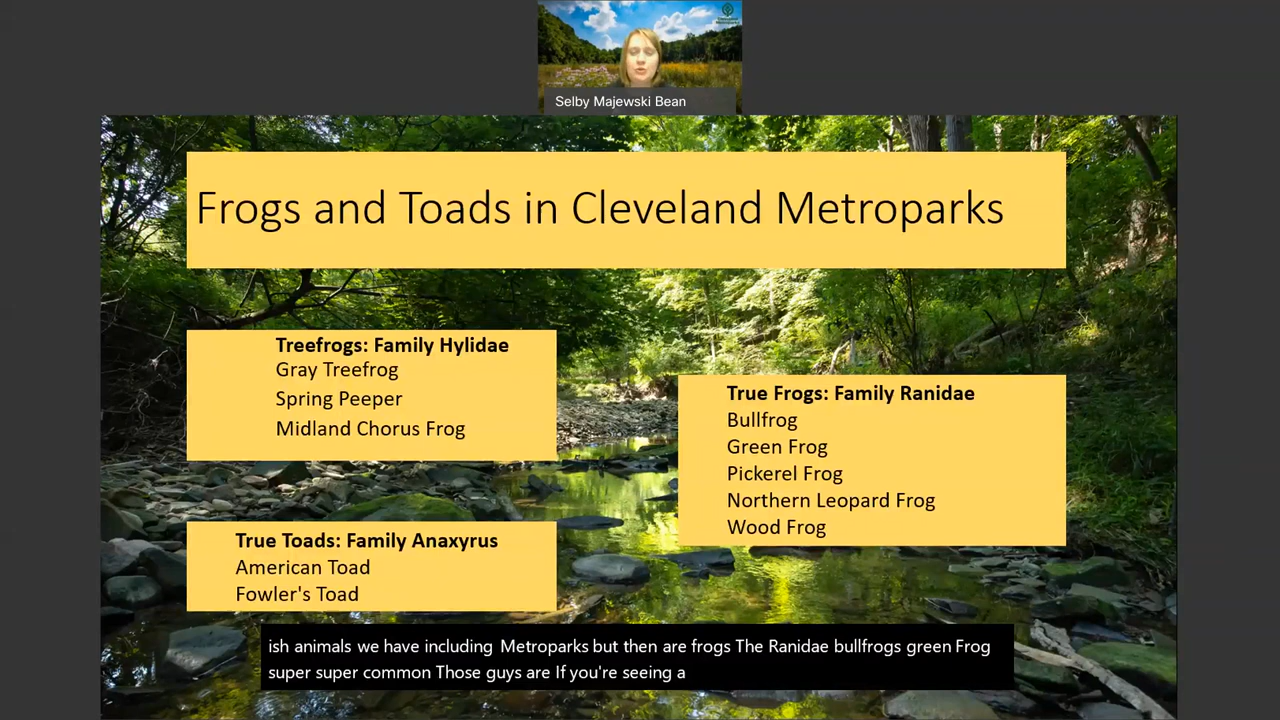 Selby Majewski Bean
Frogs and Toads in Cleveland Metroparks
Treefrogs: Family Hylidae
Gray Treefrog
Spring Peeper
Midland Chorus Frog
True Frogs: Family Ranidae
Bullfrog
Green Frog
Pickerel Frog
Northern Leopard Frog
Wood Frog
True Toads: Family Anaxyrus
American Toad
Fowler's Toad
ish animals we have including Metroparks but then are frogs The Ranidae bullfrogs green Frog
super super common Those guys are If you're seeing a